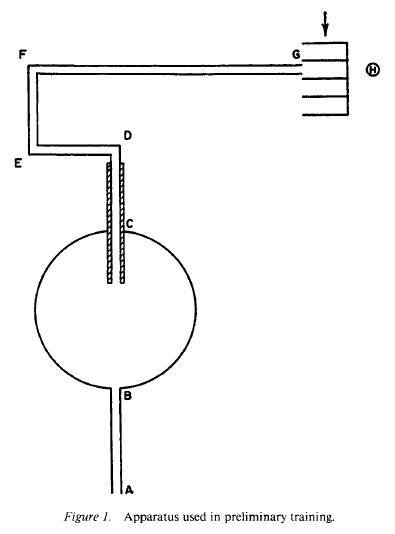 F
G
H
D
E
C
B
A
Figure 1. Apparatus used in preliminary training.